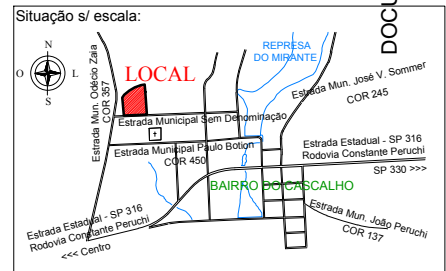 Situação s/ escala:
DOCU
N
O
L
S
LOCAL
REPRESA
DO MIRANTE
Estrada Mun. Odécio Zaia
COR 357
Estrada Mun. José V. Sommer
COR 245
Estrada Municipal Sem Denominação
Estrada Municipal Paulo Botion
COR 450
Estrada Estadual - SP 316
Rodovia Constante Peruchi
SP 330 >>>
BAIRRO DO CASCALHO
Estrada Estadual - SP 316
Rodovia Constante Peruchi
<<< Centro
Estrada Mun. João Peruchi
COR 137